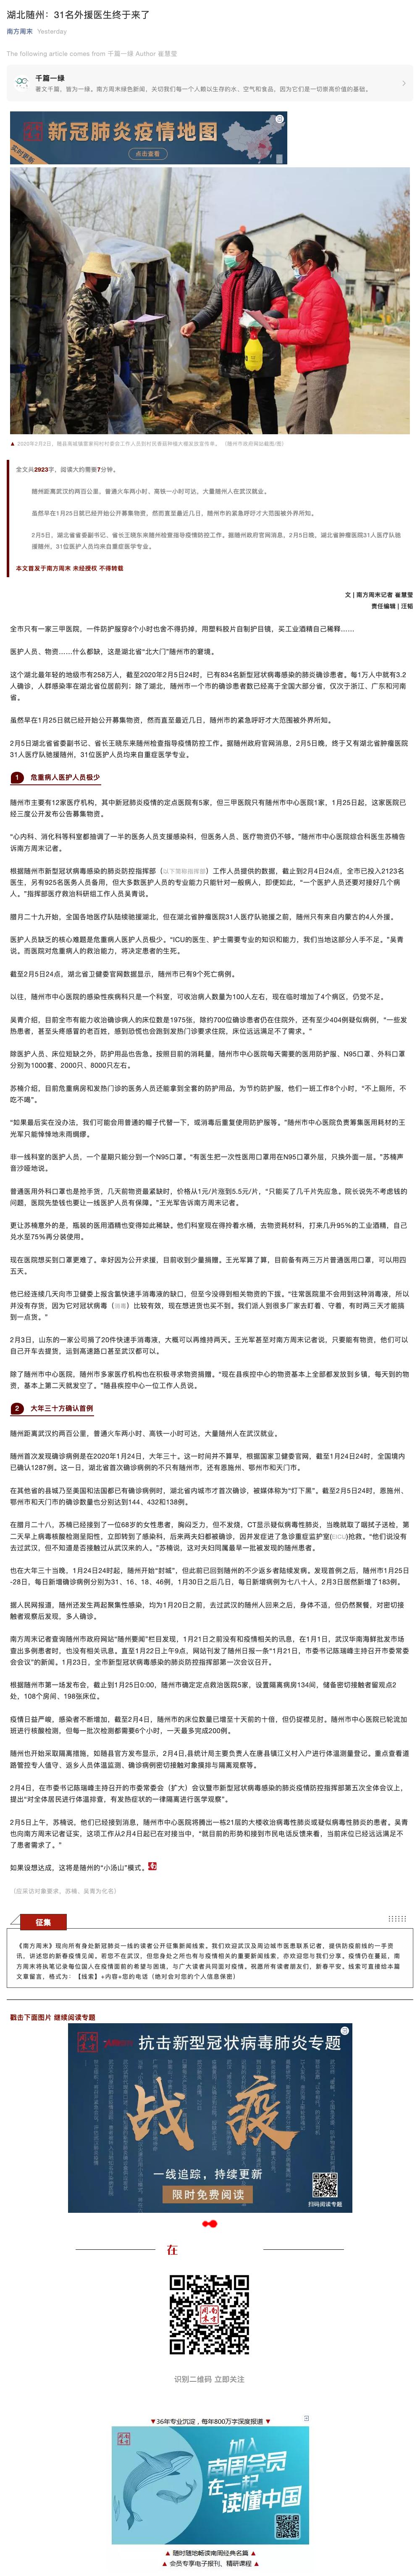 湖北随州：31名外援医生终于来了
南方周末 Yesterday
The following article comes from 千篇一绿 Author 崔慧莹
千篇一绿
著文千篇，皆为一绿。南方周末绿色新闻，关切我们每一个人赖以生存的水、空气和食品，因为它们是一切崇高价值的基础。
新冠肺炎疫情地图
实时更新
点击查看
全文共2923字，阅读大约需要7分钟。
随州距离武汉约两百公里，普通火车两小时、高铁一小时可达，大量随州人在武汉就业。
虽然早在1月25日就已经开始公开募集物资，然而直至最近几日，随州市的紧急呼吁才大范围被外界所知。
2月5日，湖北省省委副书记、省长王晓东来随州检查指导疫情防控工作。据随州政府官网消息，2月5日晚，湖北省肿瘤医院31人医疗队驰
援随州，31位医护人员均来自重症医学专业。
本文首发于南方周末 未经授权 不得转载
文 | 南方周末记者 崔慧莹
责任编辑 | 汪韬
全市只有一家三甲医院，一件防护服穿8个小时也舍不得扔掉，用塑料胶片自制护目镜，买工业酒精自己稀释……
医护人员、物资……什么都缺，这是湖北省“北大门”随州市的窘境。
这个湖北最年轻的地级市有258万人，截至2020年2月5日24时，已有834名新型冠状病毒感染的肺炎确诊患者。每1万人中就有3.2
人确诊，人群感染率在湖北省位居前列；除了湖北，随州市一个市的确诊患者数已经高于全国大部分省，仅次于浙江、广东和河南
省。
虽然早在1月25日就已经开始公开募集物资，然而直至最近几日，随州市的紧急呼吁才大范围被外界所知。
2月5日湖北省省委副书记、省长王晓东来随州检查指导疫情防控工作。据随州政府官网消息，2月5日晚，终于又有湖北省肿瘤医院
31人医疗队驰援随州，31位医护人员均来自重症医学专业。
1 危重病人医护人员极少
随州市主要有12家医疗机构，其中新冠肺炎疫情的定点医院有5家，但三甲医院只有随州市中心医院1家，1月25日起，这家医院已
经三度公开发布公告募集物资。
“心内科、消化科等科室都抽调了一半的医务人员支援感染科，但医务人员、医疗物资仍不够。”随州市中心医院综合科医生苏楠告
诉南方周末记者。
根据随州市新型冠状病毒感染的肺炎防控指挥部（以下简称指挥部）工作人员提供的数据，截止到2月4日24点，全市已投入2123名
医生，另有925名医务人员备用，但大多数医护人员的专业能力只能针对一般病人，即便如此，“一个医护人员还要对接好几个病
人。”指挥部医疗救治科研组工作人员吴青说。
腊月二十九开始，全国各地医疗队陆续驰援湖北，但在湖北省肿瘤医院31人医疗队驰援之前，随州只有来自内蒙古的4人外援。
医护人员缺乏的核心难题是危重病人医护人员极少。“ICU的医生、护士需要专业的知识和能力，我们当地这部分人手不足。”吴青
说。而医院对危重病人的救治能力，将决定患者的生死。
截至2月5日24点，湖北省卫健委官网数据显示，随州市已有9个死亡病例。
以往，随州市中心医院的感染性疾病科只是一个科室，可收治病人数量为100人左右，现在临时增加了4个病区，仍觉不足。
吴青介绍，目前全市有能力收治确诊病人的床位数是1975张，除约700位确诊患者仍在住院外，还有至少404例疑似病例，“一些发
热患者，甚至头疼感冒的老百姓，感到恐慌也会跑到发热门诊要求住院，床位远远满足不了需求。”
除医护人员、床位短缺之外，防护用品也告急。按照目前的消耗量，随州市中心医院每天需要的医用防护服、N95口罩、外科口罩
分别为1000套、2000只、8000只左右。
苏楠介绍，目前危重病房和发热门诊的医务人员还能拿到全套的防护用品，为节约防护服，他们一班工作8个小时，“不上厕所，不
吃不喝”。
“如果最后实在没办法，我们可能会用普通的帽子代替一下，或消毒后重复使用防护服等。”随州市中心医院负责筹集医用耗材的王
光军只能悻悻地未雨绸缪。
非一线科室的医护人员，一个星期只能分到一个N95口罩。“有医生把一次性医用口罩用在N95口罩外层，只换外面一层。”苏楠声
音沙哑地说。
普通医用外科口罩也是抢手货，几天前物资最紧缺时，价格从1元/片涨到5.5元/片，“只能买了几千片先应急。院长说先不考虑钱的
问题，医院先垫钱也要让一线医护人员有保障。”王光军告诉南方周末记者。
更让苏楠意外的是，瓶装的医用酒精也变得如此稀缺。他们科室现在得拎着水桶，去物资耗材科，打来几升95%的工业酒精，自己
兑水至75%再分装使用。
现在医院想买到口罩更难了。幸好因为公开求援，目前收到少量捐赠。王光军算了算，目前备有两三万片普通医用口罩，可以用四
五天。
他已经连续几天向市卫健委上报含氯快速手消毒液的缺口，但至今没得到相关物资的下拨。“往常医院里不会用到这种消毒液，所以
并没有存货，因为它对冠状病毒（消毒）比较有效，现在想进货也买不到。我们派人到很多厂家去盯着、守着，有时两三天才能搞
到一点货。”
2月3日，山东的一家公司捐了20件快速手消毒液，大概可以再维持两天。王光军甚至对南方周末记者说，只要能有物资，他们可以
自己开车去提货，运到高速路口甚至武汉都可以。
除了随州市中心医院，随州市多家医疗机构也在积极寻求物资捐赠。“现在县疾控中心的物资基本上全部都发放到乡镇，每天到的物
资，基本上第二天就发空了。”随县疾控中心一位工作人员说。
2 大年三十方确认首例
随州距离武汉约两百公里，普通火车两小时、高铁一小时可达，大量随州人在武汉就业。
随州首次发现确诊病例是在2020年1月24日，大年三十。这一时间并不算早，根据国家卫健委官网，截至1月24日24时，全国境内
已确认1287例。这一日，湖北省首次确诊病例的不只有随州市，还有恩施州、鄂州市和天门市。
在其他省的县城乃至美国和法国都已有确诊病例时，湖北省内城市才首次确诊，被媒体称为“灯下黑”。截至2月5日24时，恩施州、
鄂州市和天门市的确诊数量也分别达到144、432和138例。
在腊月二十八，苏楠已经接到了一位68岁的女性患者，胸闷乏力，但不发烧，CT显示疑似病毒性肺炎，当晚就取了咽拭子送检，第
二天早上病毒核酸检测呈阳性，立即转到了感染科，后来两夫妇都被确诊，因并发症进了急诊重症监护室(EICU)抢救。“他们说没有
去过武汉，但不知道是否接触过从武汉来的人。”苏楠说，这对夫妇同属最早一批被发现的随州患者。
也在大年三十当晚，1月24日24时起，随州开始“封城”，但此前已回到随州的不少返乡者陆续发病。发现首例之后，随州市1月25日
-28日，每日新增确诊病例分别为31、16、18、46例，1月30日之后几日，每日新增病例为七八十人，2月3日居然新增了183例。
据人民网报道，随州还发生两起聚集性感染，均为1月20日之前，去过武汉的随州人回来之后，身体不适，但仍然聚餐，对密切接
触者观察后发现，多人确诊。
南方周末记者查询随州市政府网站“随州要闻”栏目发现，1月21日之前没有和疫情相关的讯息，在1月1日，武汉华南海鲜批发市场
查出多例患者时，也没有相关讯息。直至1月22日上午9点，网站刊发了随州日报一条“1月21日，市委书记陈瑞峰主持召开市委常委
会会议”的新闻。1月23日，全市新型冠状病毒感染的肺炎防控指挥部第一次会议召开。
根据随州市第一场发布会，截止到1月25日0:00，随州市确定定点救治医院5家，设置隔离病房134间，储备密切接触者留观点2
处，108个房间，198张床位。
疫情日益严峻，感染者不断增加，截至2月4日，随州市的床位数量已增至十天前的十倍，但仍捉襟见肘。随州市中心医院已轮流加
班进行核酸检测，但每一批次检测都需要6个小时，一天最多完成200例。
随州也开始采取隔离措施，如随县官方发布显示，2月4日,县统计局主要负责人在唐县镇江义村入户进行体温测量登记。重点查看道
路管控专人值守、返乡人员体温监测、确诊病例密切接触对象摸排与隔离观察等。
2月4日，在市委书记陈瑞峰主持召开的市委常委会（扩大）会议暨市新型冠状病毒感染的肺炎疫情防控指挥部第五次全体会议上，
提出“对全体居民进行体温排查，有发热症状的一律隔离进行医学观察”。
2月5日上午，苏楠说，他们已经接到消息，随州市中心医院将腾出一栋21层的大楼收治病毒性肺炎或疑似病毒性肺炎的患者。吴青
也向南方周末记者证实，这项工作从2月4日起已在对接当中，“就目前的形势和接到市民电话反馈来看，当前床位已经远远满足不
了患者需求了。”
如果设想达成，这将是随州的“小汤山”模式。
（应采访对象要求，苏楠、吴青为化名）
征集
《南方周末》现向所有身处新冠肺炎一线的读者公开征集新闻线索。我们欢迎武汉及周边城市医患联系记者，提供防疫前线的一手资
讯，讲述您的新春疫情见闻。若您不在武汉，但您身处之所也有与疫情相关的重要新闻线索，亦欢迎您与我们分享。疫情仍在蔓延，南
方周末将执笔记录每位国人在疫情面前的希望与困境，与广大读者共同面对疫情。祝愿所有读者朋友们，新春平安。线索可直接给本篇
文章留言，格式为：【线索】+内容+您的电话（绝对会对您的个人信息保密）
戳击下面图片 继续阅读专题
抗击新型冠状病毒肺炎专题
战疫
一线追踪，持续更新
限时免费阅读
扫码阅读专题
在
南方周末
识别二维码 立即关注
▼36年专业沉淀，每年800万字深度报道▼
加入
南周会员
在一起
读懂中国
▲ 随时随地畅读南周经典名篇 ▲
▲ 会员专享电子报刊，精研课程 ▲